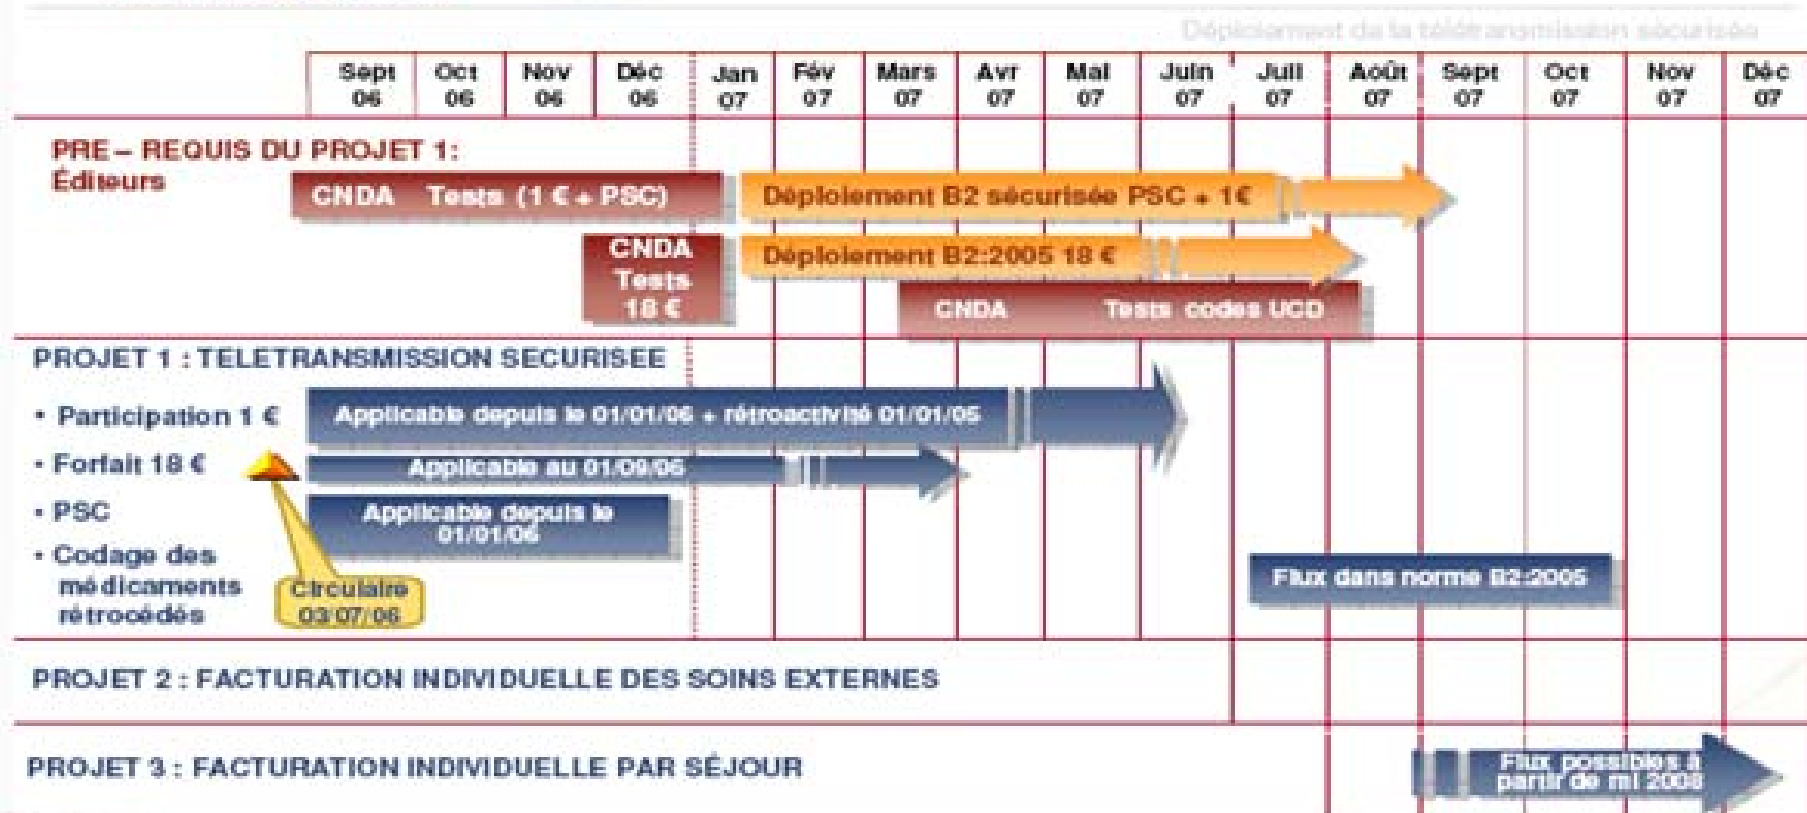 Déploiement de la télétransmission sécurisée
Sept Oct Nov Déc Jan Fév Mars Avr Mai Juin Juil Août Sept Oct Nov Déc
06 06 06 06 07 07 07 07 07 07 07 07 07 07 07 07
PRE – REQUIS DU PROJET 1:
Éditeurs
CNDA Tests (1 € + PSC)
Déploiement B2 sécurisée PSC + 1€
CNDA
Tests
18 €
Déploiement B2:2005 18 €
CNDA Tests codes UCD
PROJET 1 : TELETRANSMISSION SECURISEE
• Participation 1 €
Applicable depuis le 01/01/06 + rétroactivité 01/01/05
• Forfait 18 €
Applicable au 01/09/06
• PSC
Applicable depuis le
01/01/06
• Codage des
médicaments
rétrocédés
Circulaire
03/07/06
Flux dans norme B2:2005
PROJET 2 : FACTURATION INDIVIDUELLE DES SOINS EXTERNES
PROJET 3 : FACTURATION INDIVIDUELLE PAR SÉJOUR
Flux possibles à
partir de mi 2008